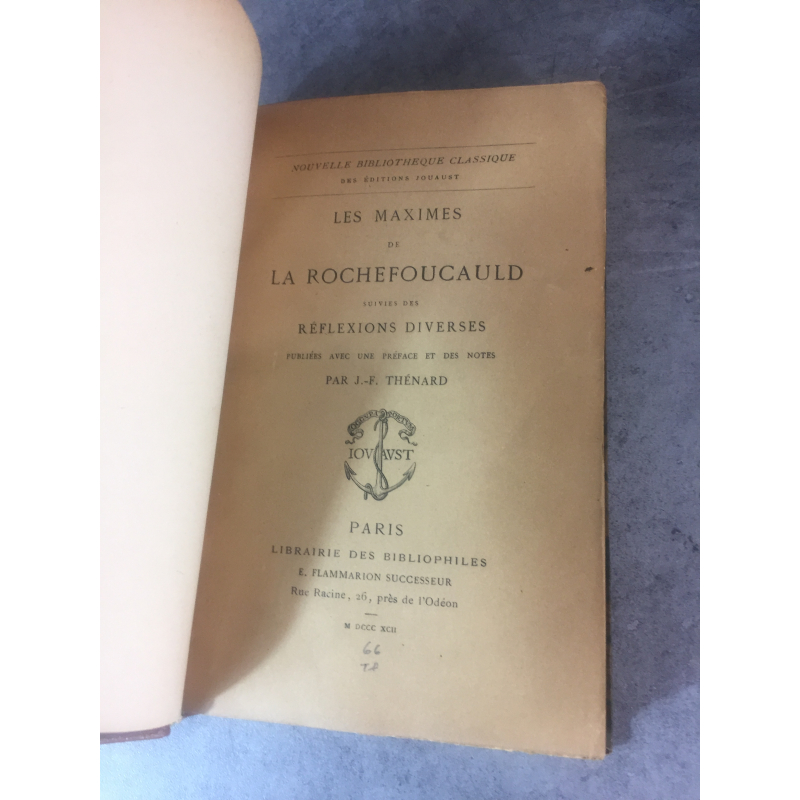 NOUVELLE BIBLIOTHEQUE CLASSIQUE
DES ÉDITIONS JOUAUST
LES MAXIMES
DE
LA ROCHEFOUCAULD
SUIVIES DES
RÉFLEXIONS DIVERSES
PUBLIÉES AVEC UNE PRÉFACE ET DES NOTES
PAR J.-F. THÉNARD
IOVAVST
PARIS
LIBRAIRIE DES BIBLIOPHILES
E. FLAMMARION SUCCESSEUR
Rue Racine, 26, près de l'Odéon
M DCCC XCII
66